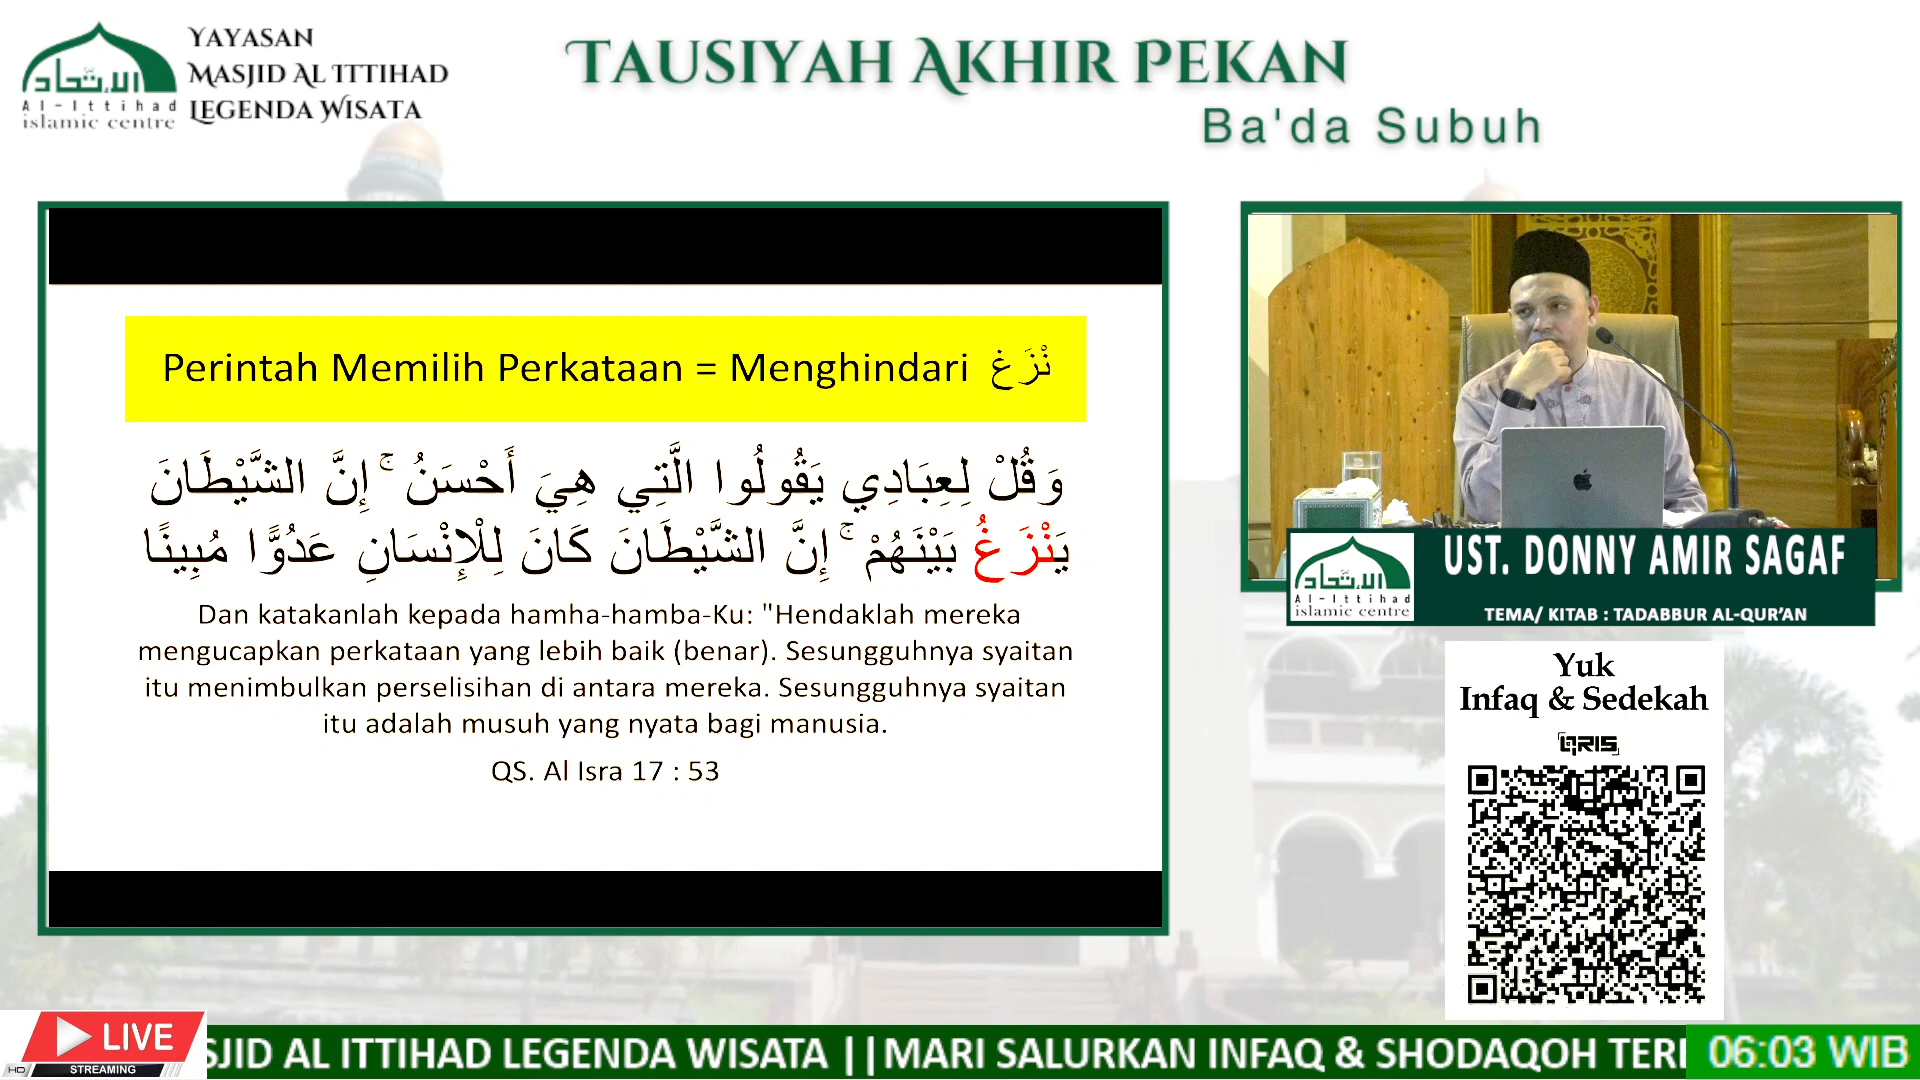 الإتحاد
Al-Ittihad
islamic centre
YAYASAN
MASJID AL ITTIHAD
LEGENDA WISATA
TAUSIYAH AKHIR PEKAN
Ba'da Subuh
Perintah Memilih Perkataan = Menghindari نْزَغ
وَقُلْ لِعِبَادِي يَقُولُوا الَّتِي هِيَ أَحْسَنُ ۚ إِنَّ الشَّيْطَانَ
يَنْزَغُ بَيْنَهُمْ ۚ إِنَّ الشَّيْطَانَ كَانَ لِلْإِنْسَانِ عَدُوًّا مُبِينًا
Dan katakanlah kepada hamha-hamba-Ku: "Hendaklah mereka
mengucapkan perkataan yang lebih baik (benar). Sesungguhnya syaitan
itu menimbulkan perselisihan di antara mereka. Sesungguhnya syaitan
itu adalah musuh yang nyata bagi manusia.
QS. Al Isra 17 : 53
الإتحاد
Al-Ittihad
islamic centre
UST. DONNY AMIR SAGAF
TEMA/ KITAB : TADABBUR AL-QUR'AN
Yuk
Infaq & Sedekah
QRIS
LIVE
HD STREAMING
SJID AL ITTIHAD LEGENDA WISATA ||MARI SALURKAN INFAQ & SHODAQOH TERI
06:03 WIB